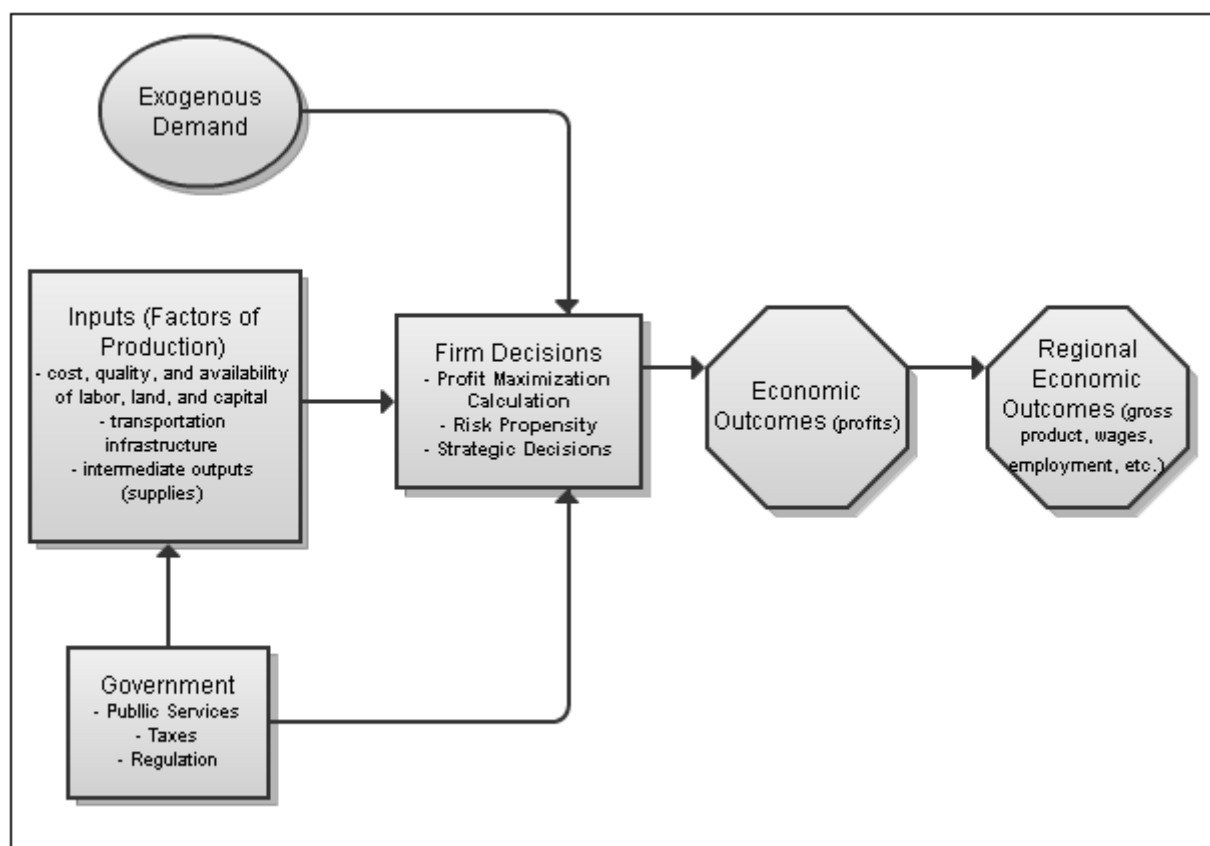 Exogenous
Demand
Inputs (Factors of
Production)
- cost, quality, and availability
of labor, land, and capital
- transportation
infrastructure
- intermediate outputs
(supplies)
Firm Decisions
- Profit Maximization
Calculation
- Risk Propensity
- Strategic Decisions
Economic
Outcomes (profits)
Regional
Economic
Outcomes (gross
product, wages,
employment, etc.)
Government
- Publlic Services
- Taxes
- Regulation